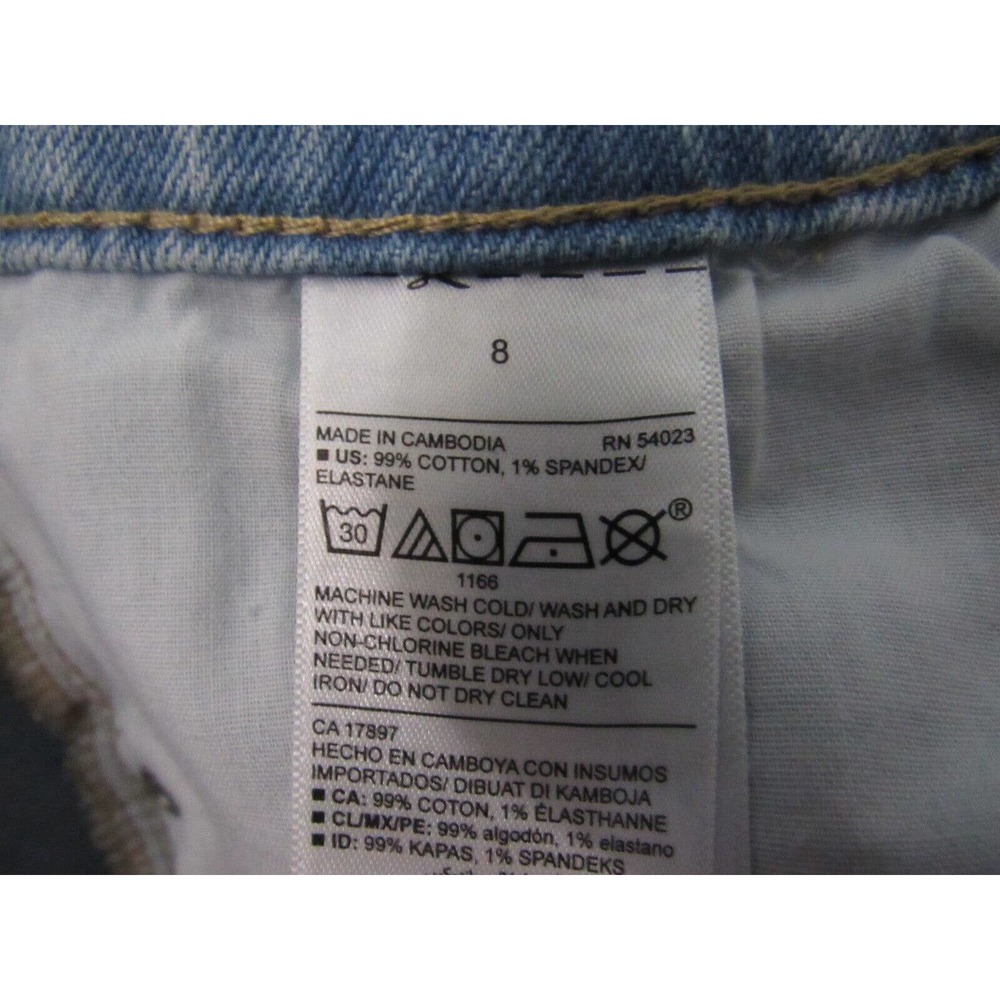 8
MADE IN CAMBODIA RN 54023
■ US: 99% COTTON, 1% SPANDEX/
ELASTANE
30 ®
1166
MACHINE WASH COLD/ WASH AND DRY
WITH LIKE COLORS/ ONLY
NON-CHLORINE BLEACH WHEN
NEEDED/ TUMBLE DRY LOW/ COOL
IRON/ DO NOT DRY CLEAN
CA 17897
HECHO EN CAMBOYA CON INSUMOS
IMPORTADOS/ DIBUAT DI KAMBOJA
■ CA: 99% COTON, 1% ÉLASTHANNE
■ CL/MX/PE: 99% algodón, 1% elastano
■ ID: 99% KAPAS, 1% SPANDEKS